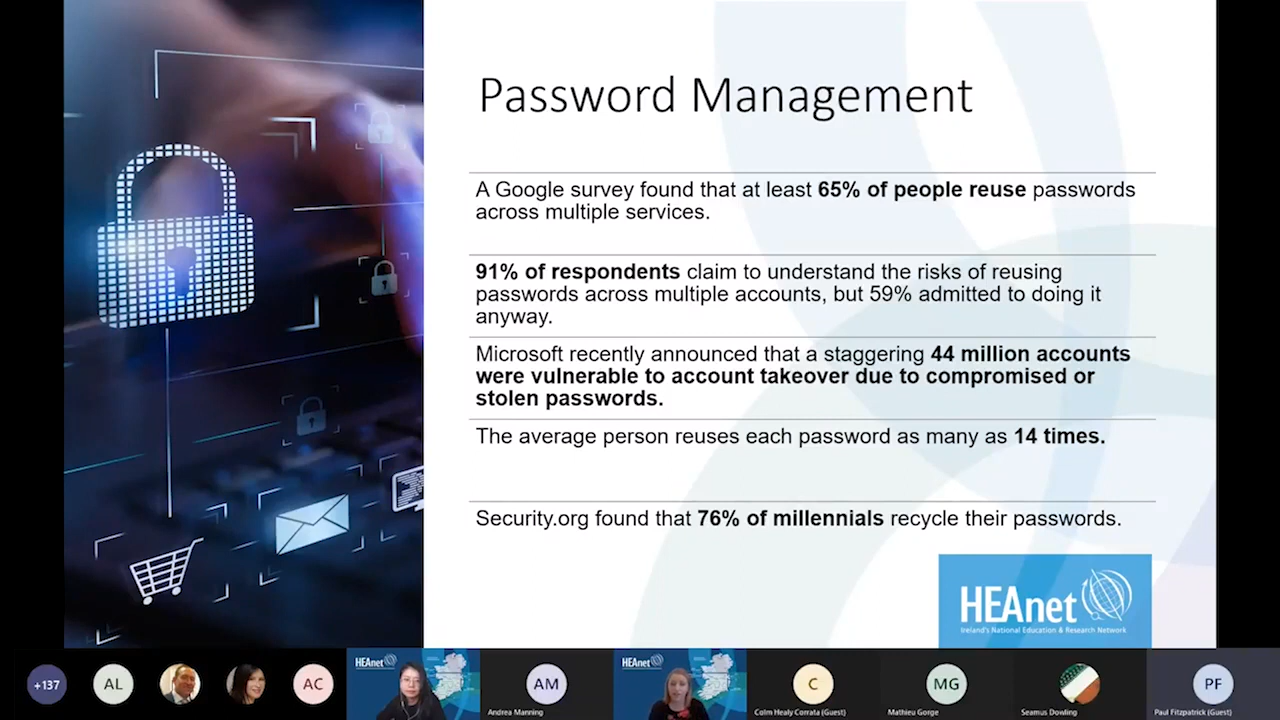 Password Management
A Google survey found that at least 65% of people reuse passwords
across multiple services.
91% of respondents claim to understand the risks of reusing
passwords across multiple accounts, but 59% admitted to doing it
anyway.
Microsoft recently announced that a staggering 44 million accounts
were vulnerable to account takeover due to compromised or
stolen passwords.
The average person reuses each password as many as 14 times.
Security.org found that 76% of millennials recycle their passwords.
HEAnet
Ireland's National Education & Research Network
+137
AL
AC
HEAnet
AM
Andrea Manning
HEAnet
C
Colm Healy Corrata (Guest)
MG
Mathieu Gorge
Seamus Dowling
PF
Paul Fitzpatrick (Guest)